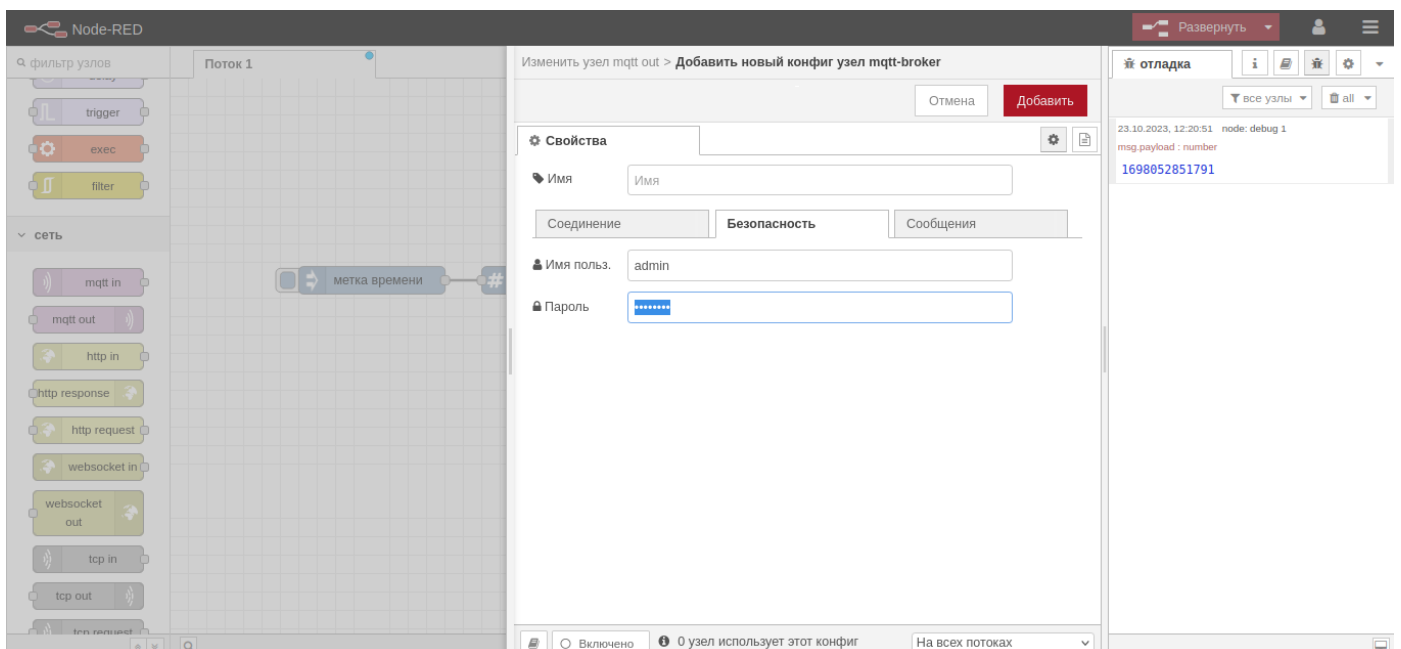 Node-RED
Развернуть
фильтр узлов
Поток 1
delay
trigger
exec
filter
сеть
mqtt in
mqtt out
http in
http response
http request
websocket in
websocket
out
tcp in
tcp out
tcp request
метка времени
Изменить узел mqtt out > Добавить новый конфиг узел mqtt-broker
Отмена
Добавить
Свойства
Имя
Имя
Соединение
Безопасность
Сообщения
Имя польз.
admin
Пароль
••••••••
Включено
0 узел использует этот конфиг
На всех потоках
отладка
i
все узлы
all
23.10.2023, 12:20:51 node: debug 1
msg.payload : number
1698052851791